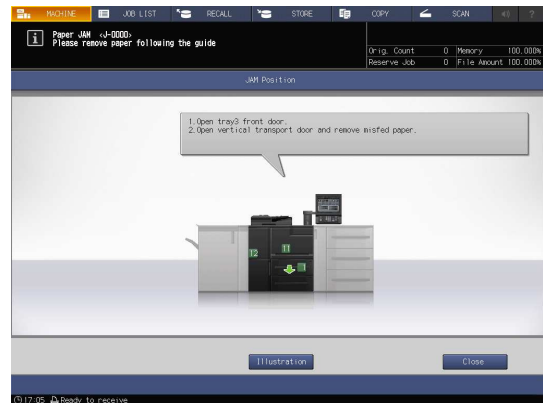 MACHINE JOB LIST RECALL STORE COPY SCAN ?
Paper JAM <J-0000>
Please remove paper following the guide
Orig. Count 0 Memory 100.000%
Reserve Job 0 File Amount 100.000%
JAM Position
1.Open tray3 front door.
2.Open vertical transport door and remove misfed paper.
11
12
Illustration Close
17:05 Ready to receive